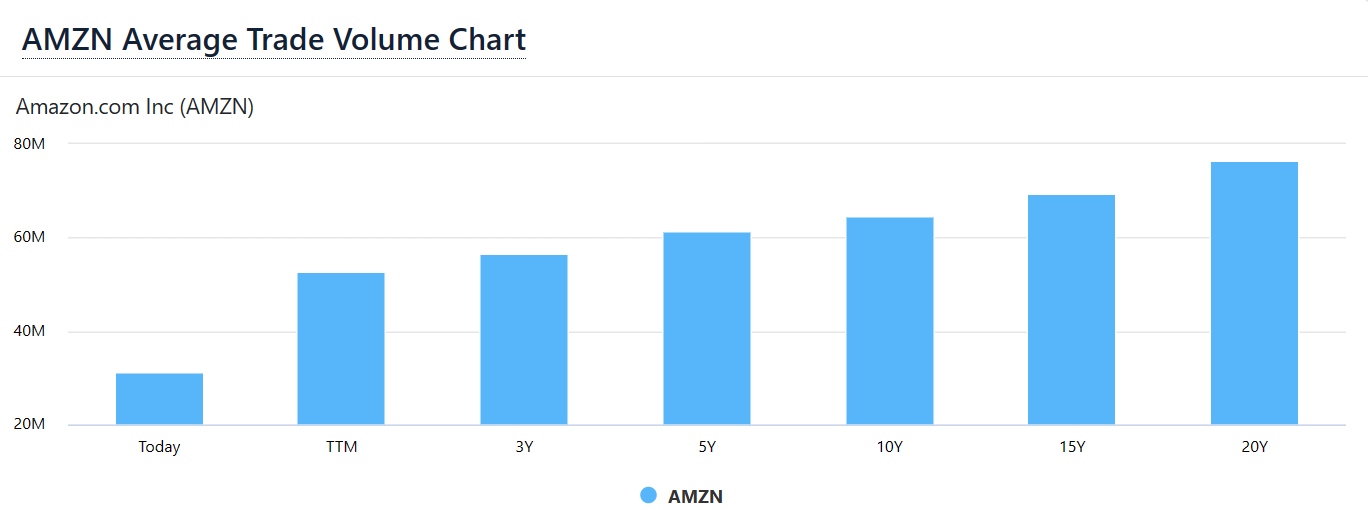 AMZN Average Trade Volume Chart
Amazon.com Inc (AMZN)
80M
60M
40M
20M
Today TTM 3Y 5Y 10Y 15Y 20Y
AMZN